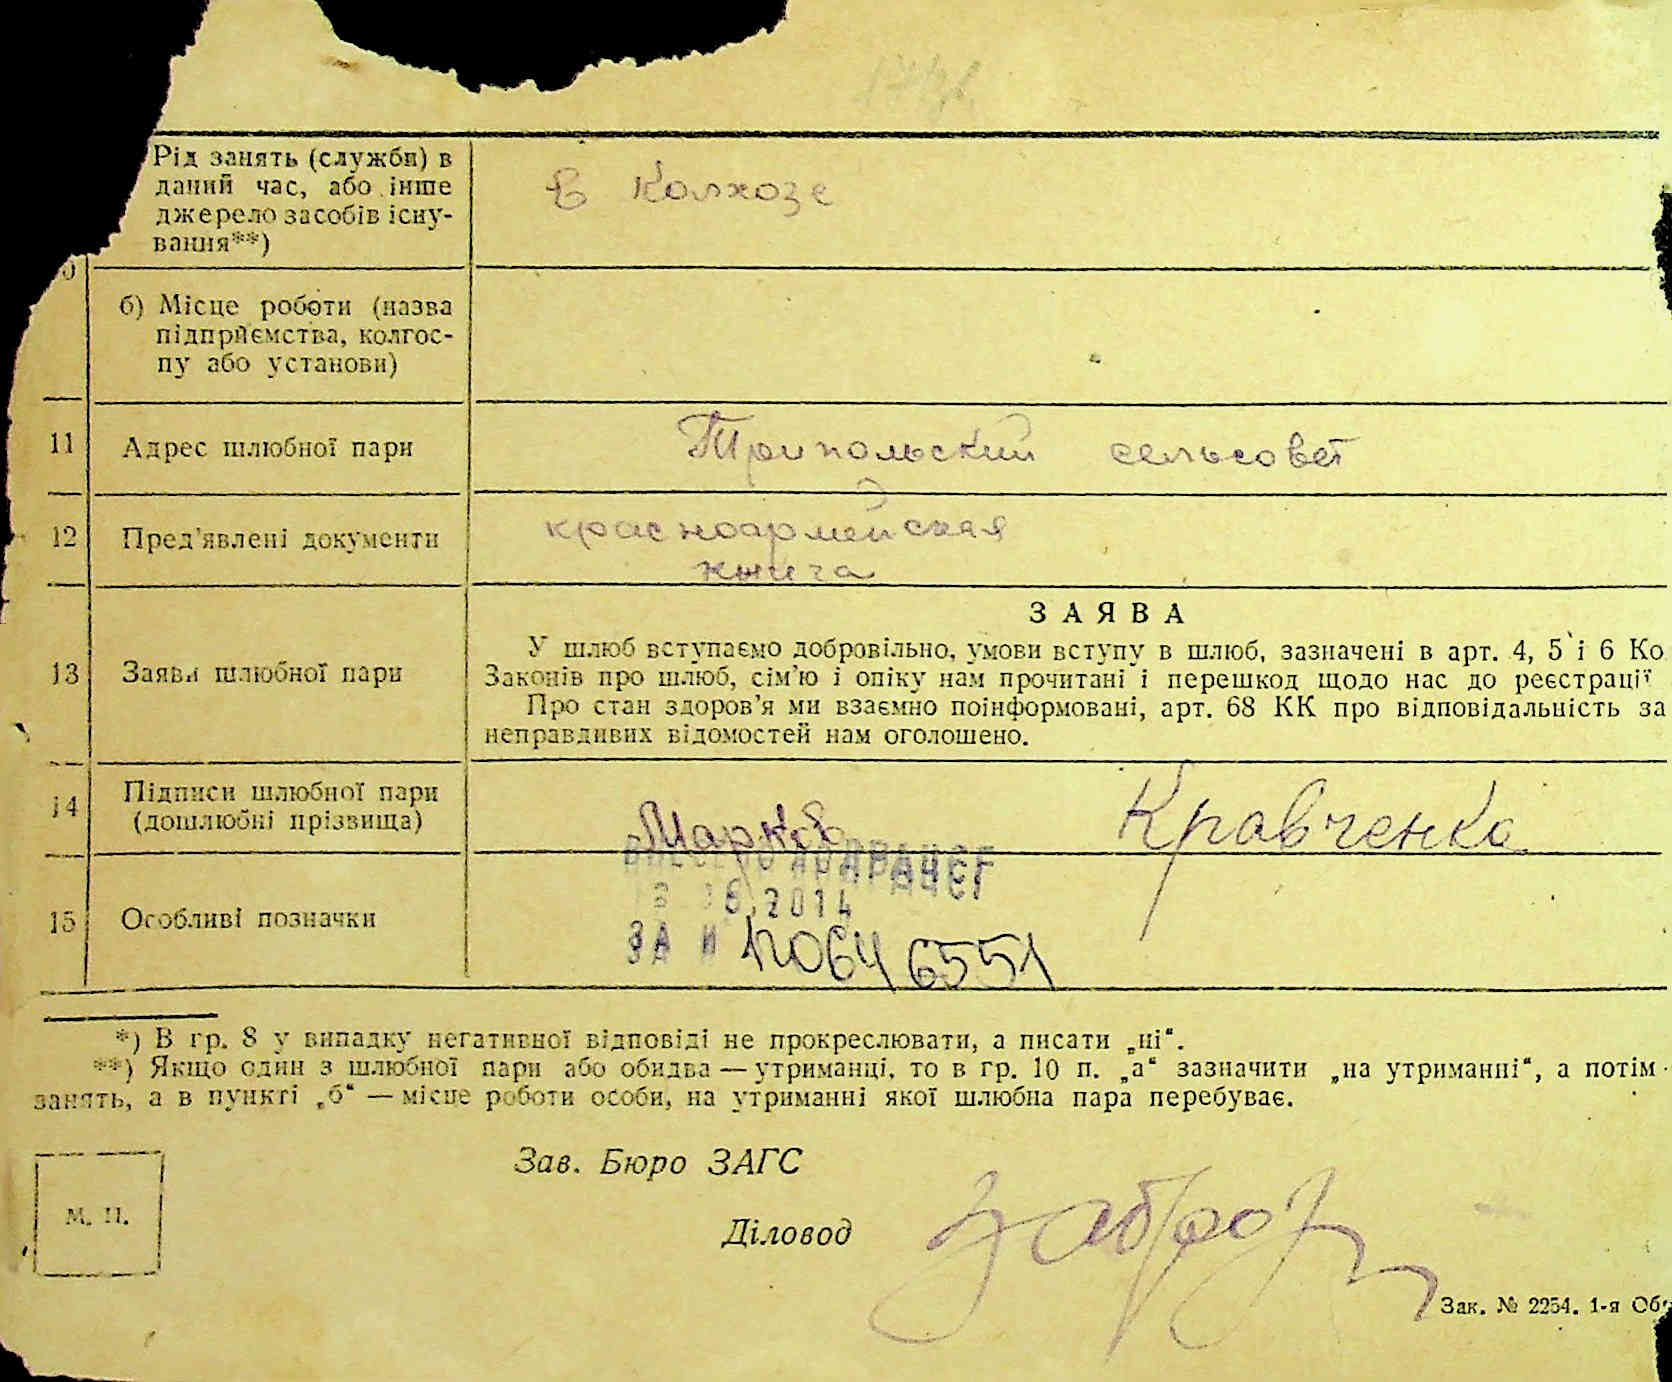 Рід занять (служби) в
даний час, або інше
джерело засобів існу-
вання**)
в колхозе
б) Місце роботи (назва
підприємства, колгос-
пу або установи)
11 Адрес шлюбної пари Трипольский сельсовет
12 Пред'явлені документи красноармейская
книга
13 Заява шлюбної пари
ЗАЯВА
У шлюб вступаємо добровільно, умови вступу в шлюб, зазначені в арт. 4, 5 і 6 Ко
Законів про шлюб, сім'ю і опіку нам прочитані і перешкод щодо нас до реєстрації
Про стан здоров'я ми взаємно поінформовані, арт. 68 КК про відповідальність за
неправдивих відомостей нам оголошено.
14 Підписи шлюбної пари
(дошлюбні прізвища)
Кравченко
15 Особливі позначки
2014
ЗА № 120646551
*) В гр. 8 у випадку негативної відповіді не прокреслювати, а писати „ні“.
**) Якщо один з шлюбної пари або обидва — утриманці, то в гр. 10 п. „а“ зазначити „на утриманні“, а потім
занять, а в пункті „б“ — місце роботи особи, на утриманні якої шлюбна пара перебуває.
Зав. Бюро ЗАГС
М. П.
Діловод
Зак. № 2254. 1-я Об